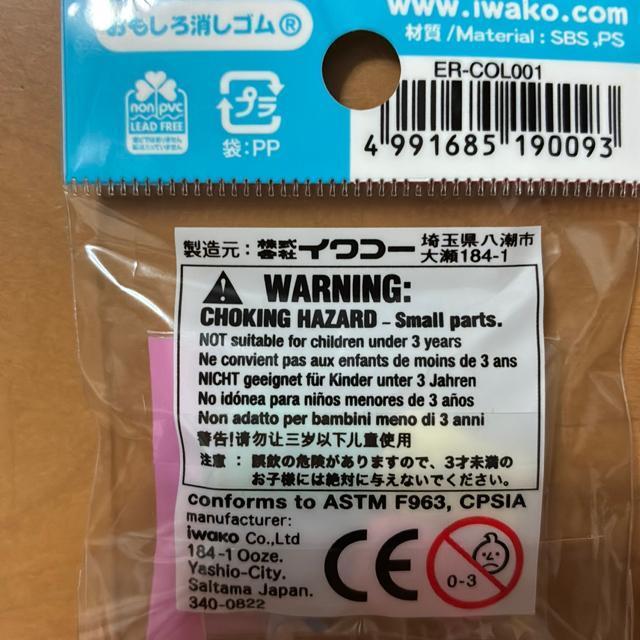 www.iwako.com
おもしろ消しゴム®
材質/Material:SBS,PS
ER-COL001
non pvc
LEAD FREE
プラ
袋:PP
4 991685 190093
製造元:株式会社イワコー 埼玉県八潮市
大瀬184-1
WARNING:
CHOKING HAZARD – Small parts.
NOT suitable for children under 3 years
Ne convient pas aux enfants de moins de 3 ans
NICHT geeignet für Kinder unter 3 Jahren
No idónea para niños menores de 3 años
Non adatto per bambini meno di 3 anni
警告!请勿让三岁以下儿童使用
注意:誤飲の危険がありますので、3才未満の
お子様には絶対に与えないでください。
conforms to ASTM F963, CPSIA
manufacturer:
iwako Co.,Ltd
184-1 Ooze.
Yashio-City.
Saitama Japan.
340-0822
CE
0-3